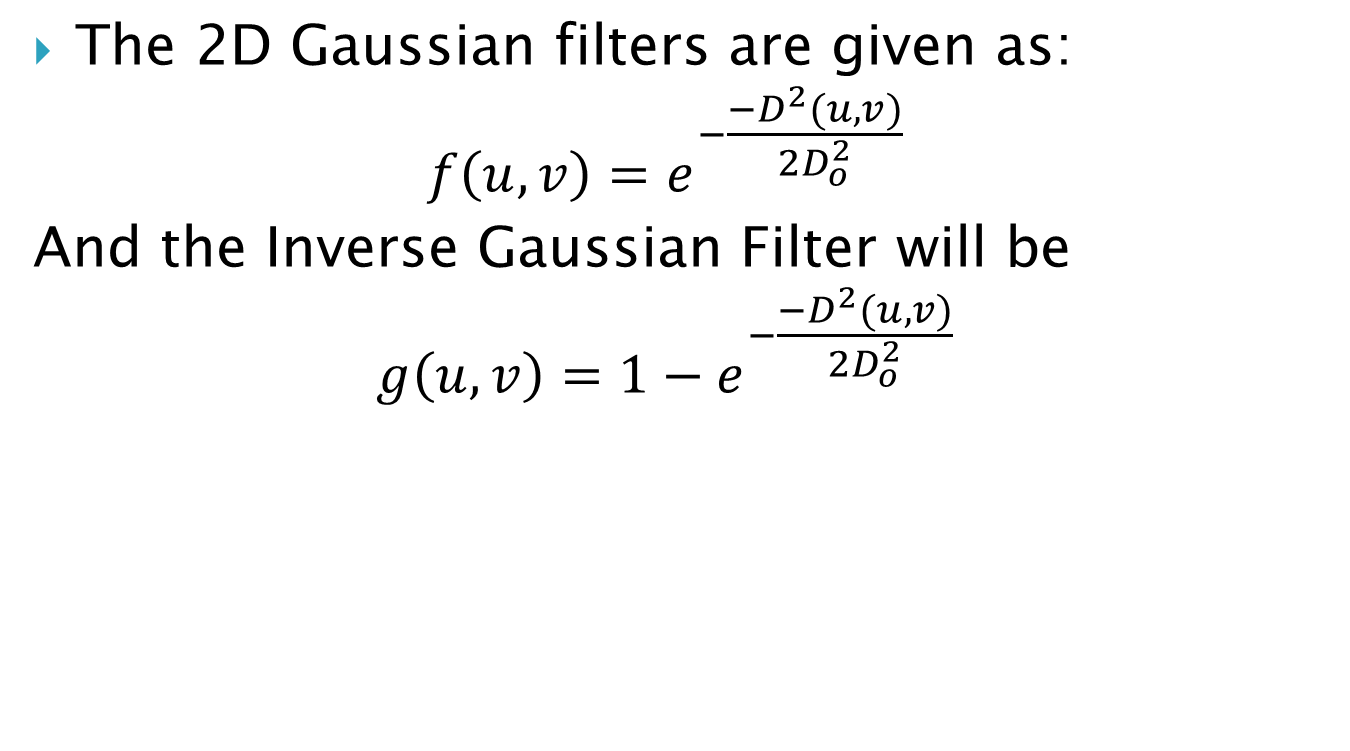 The 2D Gaussian filters are given as:
f(u,v) = e^{-\frac{-D^2(u,v)}{2D_o^2}}
And the Inverse Gaussian Filter will be
g(u,v) = 1 − e^{-\frac{-D^2(u,v)}{2D_o^2}}